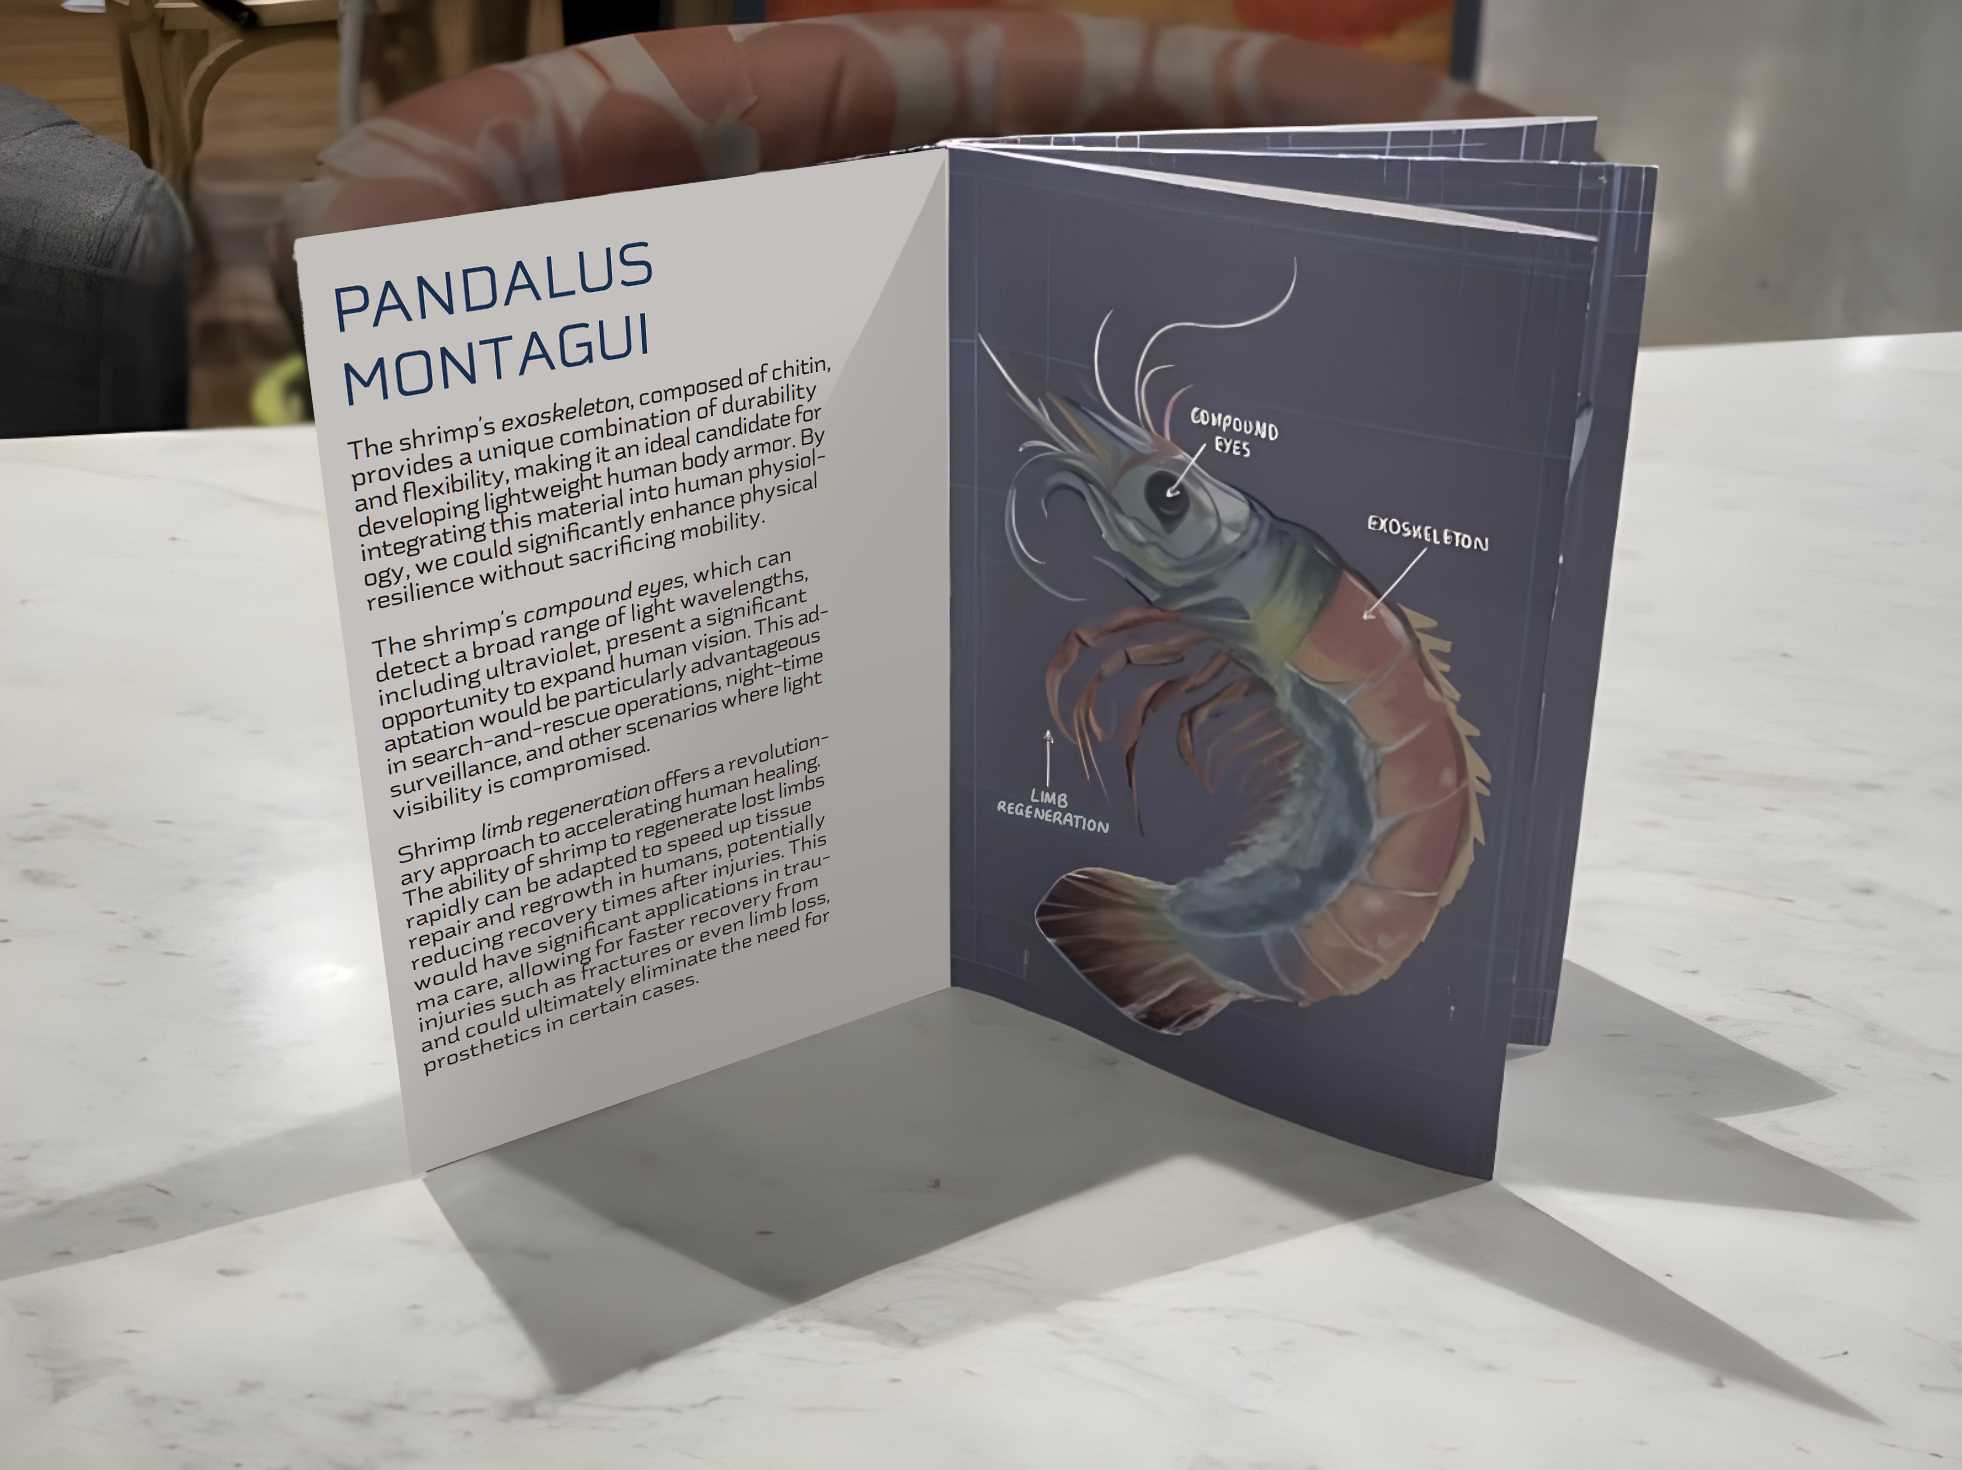 PANDALUS
MONTAGUI
The shrimp's exoskeleton, composed of chitin,
provides a unique combination of durability
and flexibility, making it an ideal candidate for
developing lightweight human body armor. By
integrating this material into human physiol-
ogy, we could significantly enhance physical
resilience without sacrificing mobility.
The shrimp's compound eyes, which can
detect a broad range of light wavelengths,
including ultraviolet, present a significant
opportunity to expand human vision. This ad-
aptation would be particularly advantageous
in search-and-rescue operations, night-time
surveillance, and other scenarios where light
visibility is compromised.
Shrimp limb regeneration offers a revolution-
ary approach to accelerating human healing.
The ability of shrimp to regenerate lost limbs
rapidly can be adapted to speed up tissue
repair and regrowth in humans, potentially
reducing recovery times after injuries. This
would have significant applications in trau-
ma care, allowing for faster recovery from
injuries such as fractures or even limb loss,
and could ultimately eliminate the need for
prosthetics in certain cases.
COMPOUND
EYES
EXOSKELETON
LIMB
REGENERATION